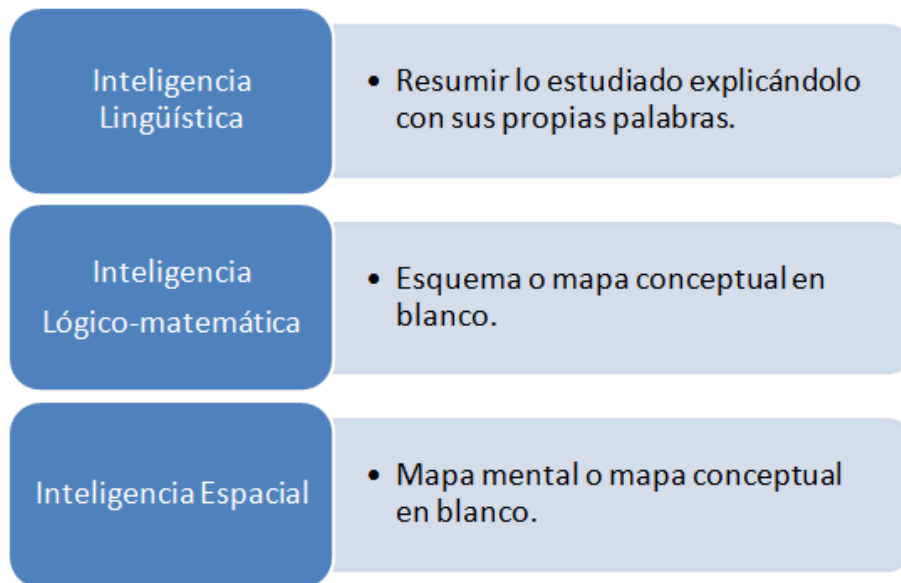 Inteligencia
Lingüística
• Resumir lo estudiado explicándolo
con sus propias palabras.
Inteligencia
Lógico-matemática
• Esquema o mapa conceptual en
blanco.
Inteligencia Espacial
• Mapa mental o mapa conceptual
en blanco.